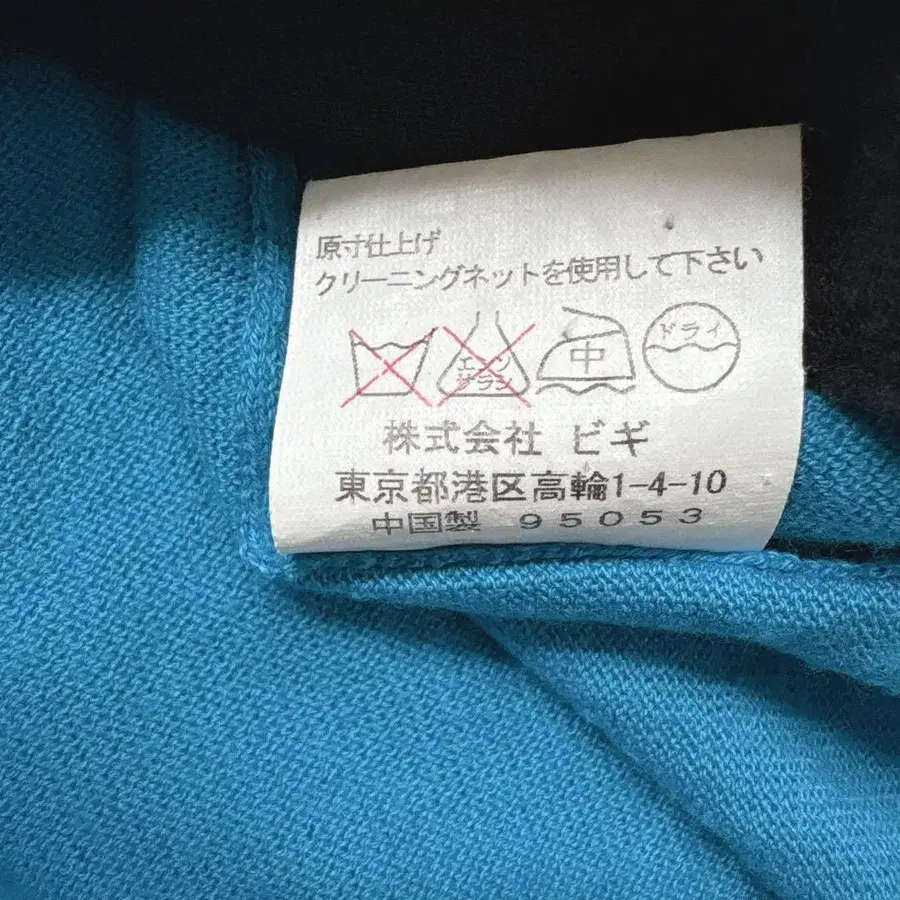 原寸仕上げ
クリーニングネットを使用して下さい
エンソ
サラシ
中
ドライ
株式会社 ビギ
東京都港区高輪1-4-10
中国製 95053